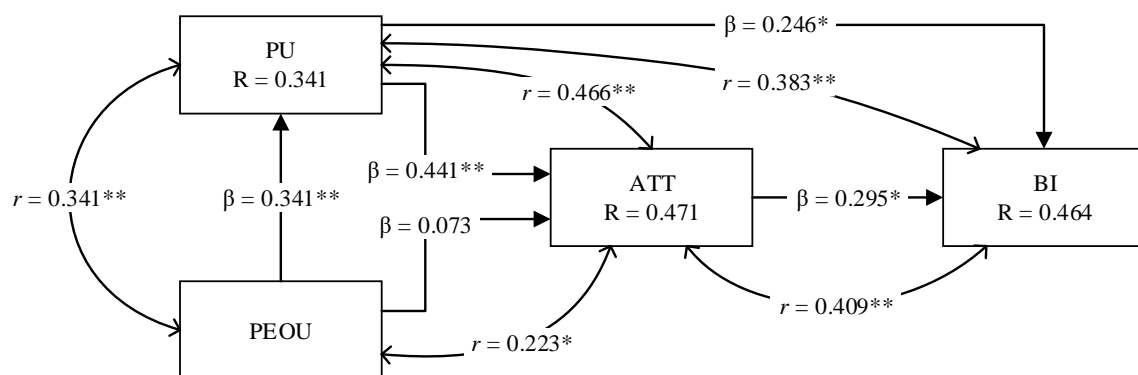 β = 0.246*
PU
R = 0.341
r = 0.383**
r = 0.466**
β = 0.441**
r = 0.341**
β = 0.341**
ATT
R = 0.471
β = 0.295*
BI
R = 0.464
β = 0.073
PEOU
r = 0.409**
r = 0.223*